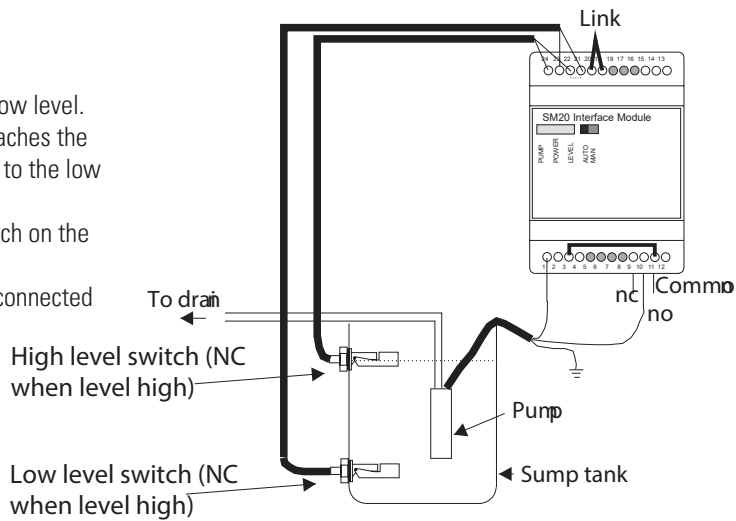 Link
24 23 22 21 20 19 18 17 16 15 14 13
ow level.
aches the
to the low
ch on the
connected
SM20 Interface Module
PUMP
POWER
LEVEL
AUTO
MAN
1 2 3 4 5 6 7 8 9 10 11 12
nc
Common
no
To drain
High level switch (NC
when level high)
Pump
Low level switch (NC
when level high)
Sump tank